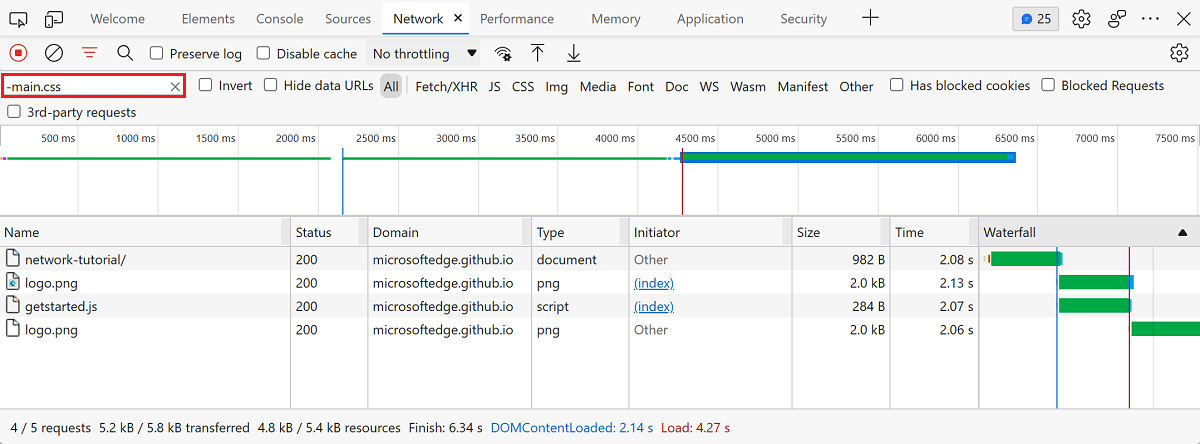 Welcome Elements Console Sources Network Performance Memory Application Security 25
Preserve log Disable cache No throttling
-main.css Invert Hide data URLs All Fetch/XHR JS CSS Img Media Font Doc WS Wasm Manifest Other Has blocked cookies Blocked Requests
3rd-party requests
500 ms 1000 ms 1500 ms 2000 ms 2500 ms 3000 ms 3500 ms 4000 ms 4500 ms 5000 ms 5500 ms 6000 ms 6500 ms 7000 ms 7500 ms
Name Status Domain Type Initiator Size Time Waterfall
network-tutorial/ 200 microsoftedge.github.io document Other 982 B 2.08 s
logo.png 200 microsoftedge.github.io png (index) 2.0 kB 2.13 s
getstarted.js 200 microsoftedge.github.io script (index) 284 B 2.07 s
logo.png 200 microsoftedge.github.io png Other 2.0 kB 2.06 s
4 / 5 requests 5.2 kB / 5.8 kB transferred 4.8 kB / 5.4 kB resources Finish: 6.34 s DOMContentLoaded: 2.14 s Load: 4.27 s